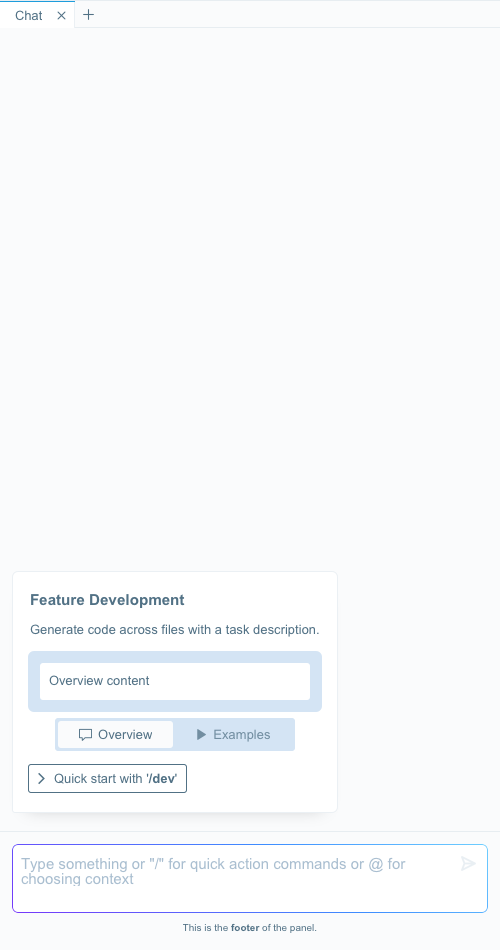 Chat
Feature Development
Generate code across files with a task description.
Overview content
Overview
Examples
Quick start with '/dev'
Type something or "/" for quick action commands or @ for
choosing context
This is the footer of the panel.